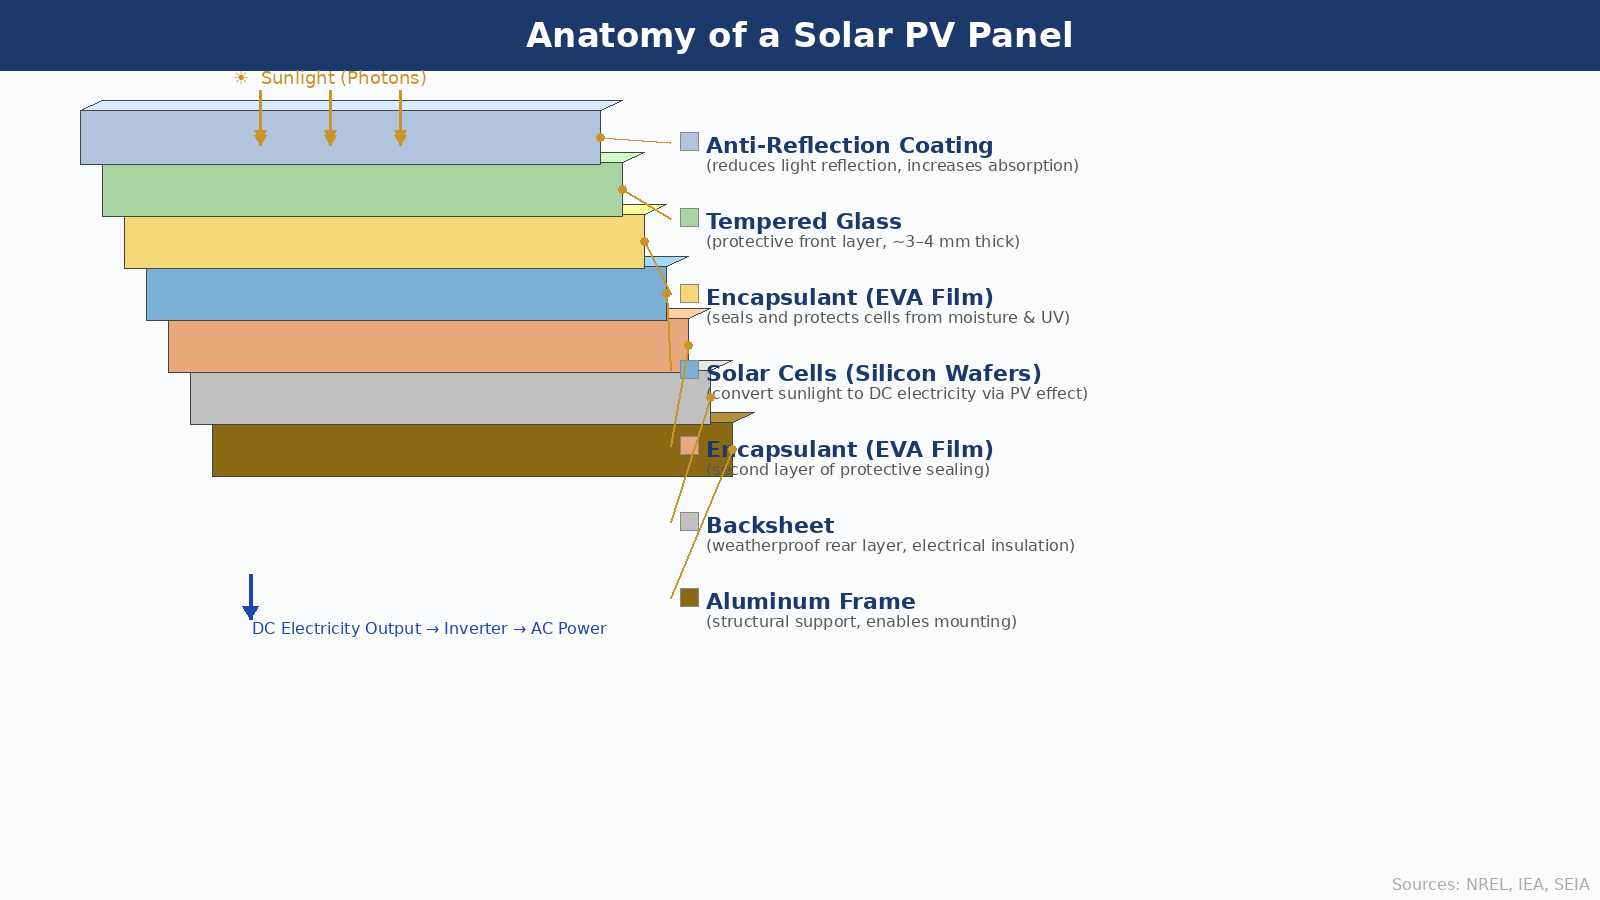 Anatomy of a Solar PV Panel
☀ Sunlight (Photons)
Anti-Reflection Coating
(reduces light reflection, increases absorption)
Tempered Glass
(protective front layer, ~3–4 mm thick)
Encapsulant (EVA Film)
(seals and protects cells from moisture & UV)
Solar Cells (Silicon Wafers)
(convert sunlight to DC electricity via PV effect)
Encapsulant (EVA Film)
(second layer of protective sealing)
Backsheet
(weatherproof rear layer, electrical insulation)
Aluminum Frame
(structural support, enables mounting)
DC Electricity Output → Inverter → AC Power
Sources: NREL, IEA, SEIA